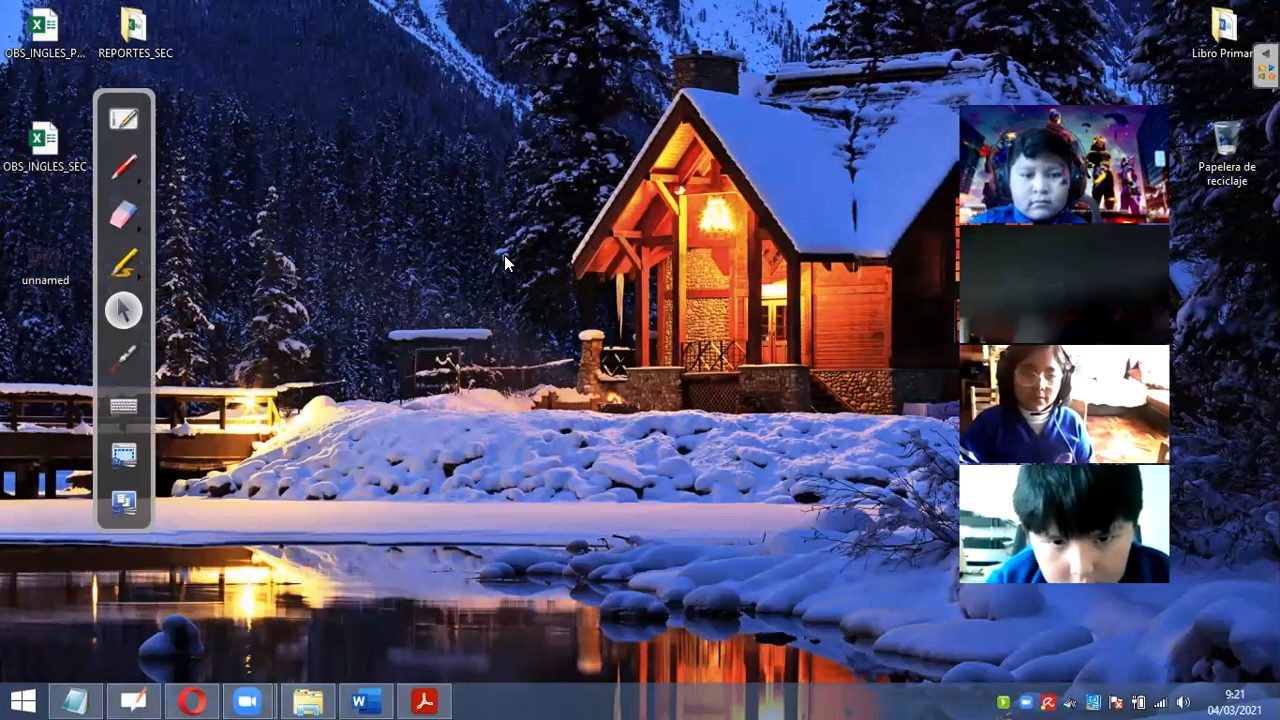 OBS_INGLES_P...
REPORTES_SEC
Libro Primar
OBS_INGLES_SEC
Papelera de
reciclaje
unnamed
9:21
04/03/2021